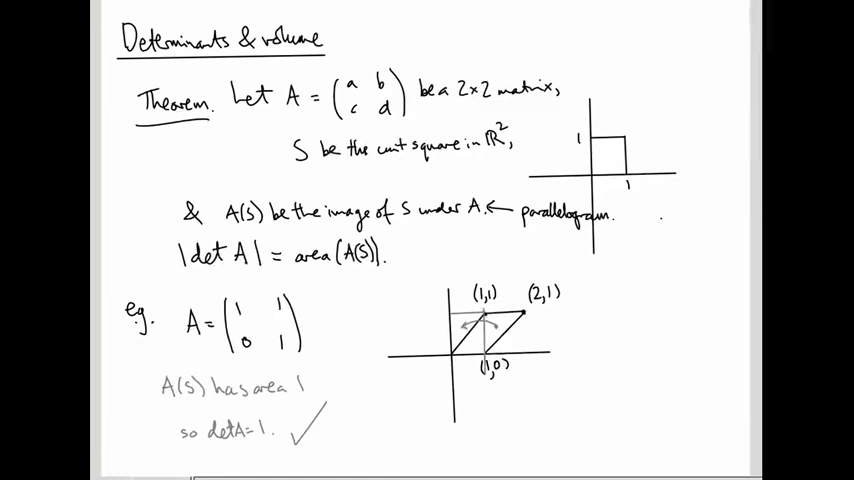 Determinants & volume
Theorem. Let A = (a b
c d) be a 2x2 matrix,
S be the unit square in ℝ²,
1
1
& A(S) be the image of S under A. ← parallelogram.
|det A| = area(A(S)).
eg. A = (1 1
0 1)
(1,1) (2,1)
(1,0)
A(S) has area 1
so det A=1. ✓